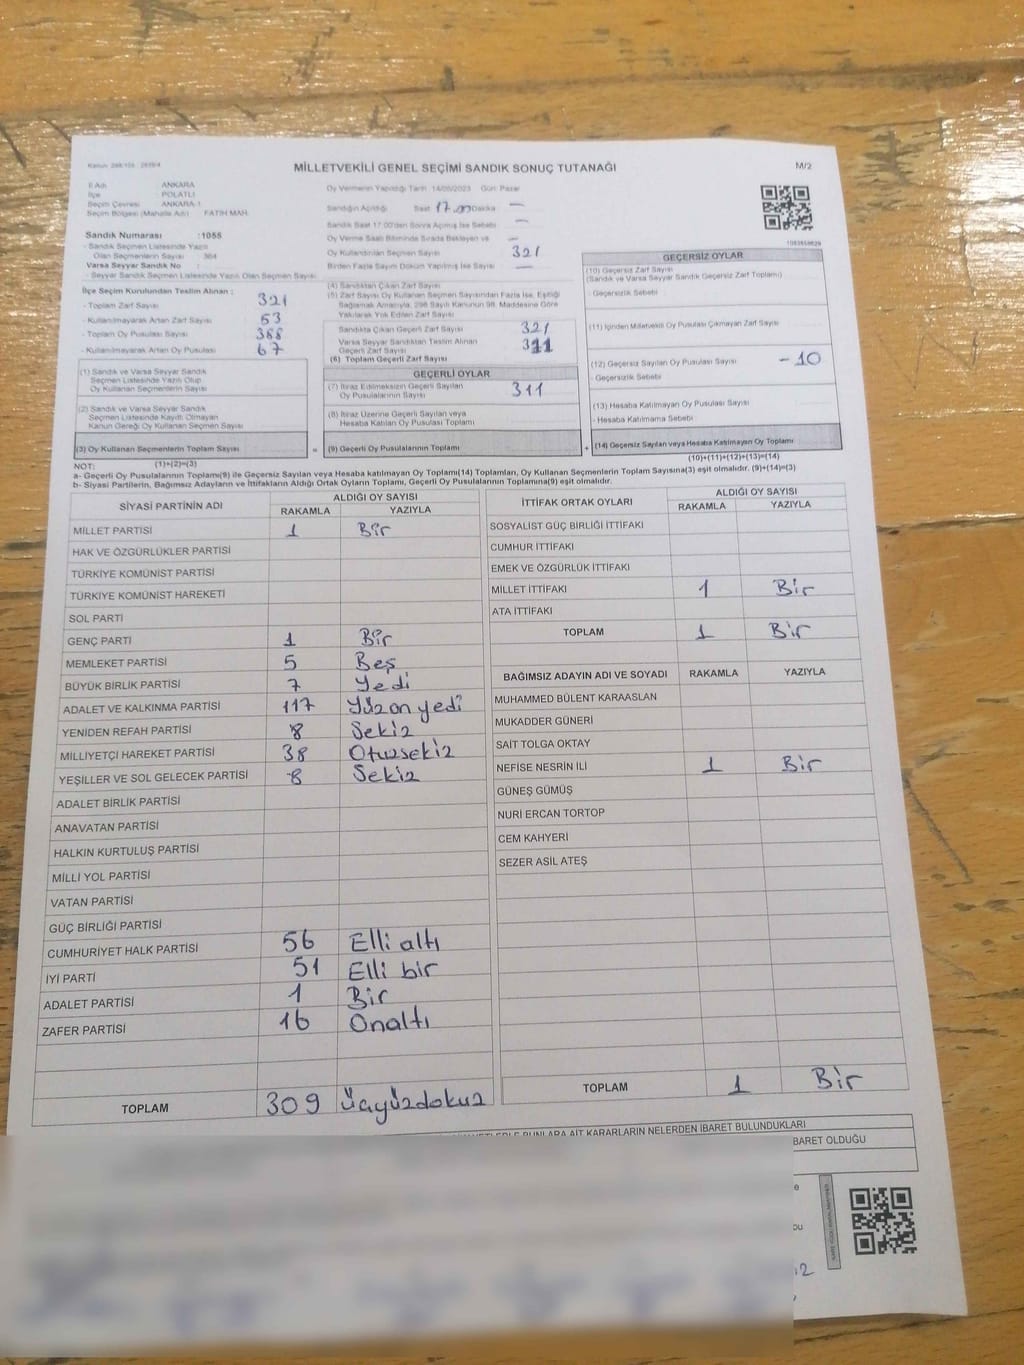 MİLLETVEKİLİ GENEL SEÇİMİ SANDIK SONUÇ TUTANAĞI
M/2
İl Adı : ANKARA
İlçe : POLATLI
Seçim Çevresi : ANKARA-1
Seçim Bölgesi (Mahalle Adı) FATİH MAH.
Sandık Numarası :1055
- Sandık Seçmen Listesinde Yazılı
Olan Seçmenlerin Sayısı : 364
Varsa Seyyar Sandık No :
- Seyyar Sandık Seçmen Listesinde Yazılı Olan Seçmen Sayısı
Oy Vermenin Yapıldığı Tarih 14/05/2023 Gün: Pazar
Sandığın Açıldığı Saat 17.00 Dakika —
Sandık Saat 17.00'den Sonra Açılmış İse Sebebi —
Oy Verme Saati Bitiminde Sırada Bekleyen ve —
Oy Kullandırılan Seçmen Sayısı 321
Birden Fazla Sayım Döküm Yapılmış İse Sayısı —
İlçe Seçim Kurulundan Teslim Alınan :
- Toplam Zarf Sayısı 321
- Kullanılmayarak Artan Zarf Sayısı 53
- Toplam Oy Pusulası Sayısı 388
- Kullanılmayarak Artan Oy Pusulası 67
(1) Sandık ve Varsa Seyyar Sandık
Seçmen Listesinde Yazılı Olup
Oy Kullanan Seçmenlerin Sayısı
(2) Sandık ve Varsa Seyyar Sandık
Seçmen Listesinde Kayıtlı Olmayan
Kanun Gereği Oy Kullanan Seçmen Sayısı
(3) Oy Kullanan Seçmenlerin Toplam Sayısı =
(4) Sandıktan Çıkan Zarf Sayısı
(5) Zarf Sayısı Oy Kullanan Seçmen Sayısından Fazla İse, Eşitliği
Sağlamak Amacıyla, 298 Sayılı Kanunun 98. Maddesine Göre
Yakılarak Yok Edilen Zarf Sayısı
Sandıkta Çıkan Geçerli Zarf Sayısı 321
Varsa Seyyar Sandıktan Teslim Alınan
Geçerli Zarf Sayısı
(6) Toplam Geçerli Zarf Sayısı
GEÇERLİ OYLAR
(7) İtiraz Edilmeksizin Geçerli Sayılan
Oy Pusulalarının Sayısı 311
(8) İtiraz Üzerine Geçerli Sayılan veya
Hesaba Katılan Oy Pusulası Toplamı
(9) Geçerli Oy Pusulalarının Toplamı +
GEÇERSİZ OYLAR
(10) Geçersiz Zarf Sayısı
(Sandık ve Varsa Seyyar Sandık Geçersiz Zarf Toplamı)
- Geçersizlik Sebebi
(11) İçinden Milletvekili Oy Pusulası Çıkmayan Zarf Sayısı
(12) Geçersiz Sayılan Oy Pusulası Sayısı -10
- Geçersizlik Sebebi
(13) Hesaba Katılmayan Oy Pusulası Sayısı
- Hesaba Katılmama Sebebi
(14) Geçersiz Sayılan veya Hesaba Katılmayan Oy Toplamı
NOT: (1)+(2)=(3) (10)+(11)+(12)+(13)=(14)
a- Geçerli Oy Pusulalarının Toplamı(9) ile Geçersiz Sayılan veya Hesaba katılmayan Oy Toplamı(14) Toplamları, Oy Kullanan Seçmenlerin Toplam Sayısına(3) eşit olmalıdır. (9)+(14)=(3)
b- Siyasi Partilerin, Bağımsız Adayların ve İttifakların Aldığı Ortak Oyların Toplamı, Geçerli Oy Pusulalarının Toplamına(9) eşit olmalıdır.
SİYASİ PARTİNİN ADI ALDIĞI OY SAYISI
RAKAMLA YAZIYLA
MİLLET PARTİSİ 1 Bir
HAK VE ÖZGÜRLÜKLER PARTİSİ
TÜRKİYE KOMÜNİST PARTİSİ
TÜRKİYE KOMÜNİST HAREKETİ
SOL PARTİ
GENÇ PARTİ 1 Bir
MEMLEKET PARTİSİ 5 Beş
BÜYÜK BİRLİK PARTİSİ 7 Yedi
ADALET VE KALKINMA PARTİSİ 117 Yüzonyedi
YENİDEN REFAH PARTİSİ 8 Sekiz
MİLLİYETÇİ HAREKET PARTİSİ 38 Otuzsekiz
YEŞİLLER VE SOL GELECEK PARTİSİ 8 Sekiz
ADALET BİRLİK PARTİSİ
ANAVATAN PARTİSİ
HALKIN KURTULUŞ PARTİSİ
MİLLİ YOL PARTİSİ
VATAN PARTİSİ
GÜÇ BİRLİĞİ PARTİSİ
CUMHURİYET HALK PARTİSİ 56 Elli altı
İYİ PARTİ 51 Elli bir
ADALET PARTİSİ 1 Bir
ZAFER PARTİSİ 16 Onaltı
TOPLAM 309 Üçyüzdokuz
İTTİFAK ORTAK OYLARI ALDIĞI OY SAYISI
RAKAMLA YAZIYLA
SOSYALİST GÜÇ BİRLİĞİ İTTİFAKI
CUMHUR İTTİFAKI
EMEK VE ÖZGÜRLÜK İTTİFAKI
MİLLET İTTİFAKI 1 Bir
ATA İTTİFAKI
TOPLAM 1 Bir
BAĞIMSIZ ADAYIN ADI VE SOYADI RAKAMLA YAZIYLA
MUHAMMED BÜLENT KARAASLAN
MUKADDER GÜNERİ
SAİT TOLGA OKTAY
NEFİSE NESRİN İLİ 1 Bir
GÜNEŞ GÜMÜŞ
NURİ ERCAN TORTOP
CEM KAHYERİ
SEZER ASİL ATEŞ
TOPLAM 1 Bir
BUNLARA AİT KARARLARIN NELERDEN İBARET BULUNDUKLARI
BARET OLDUĞU